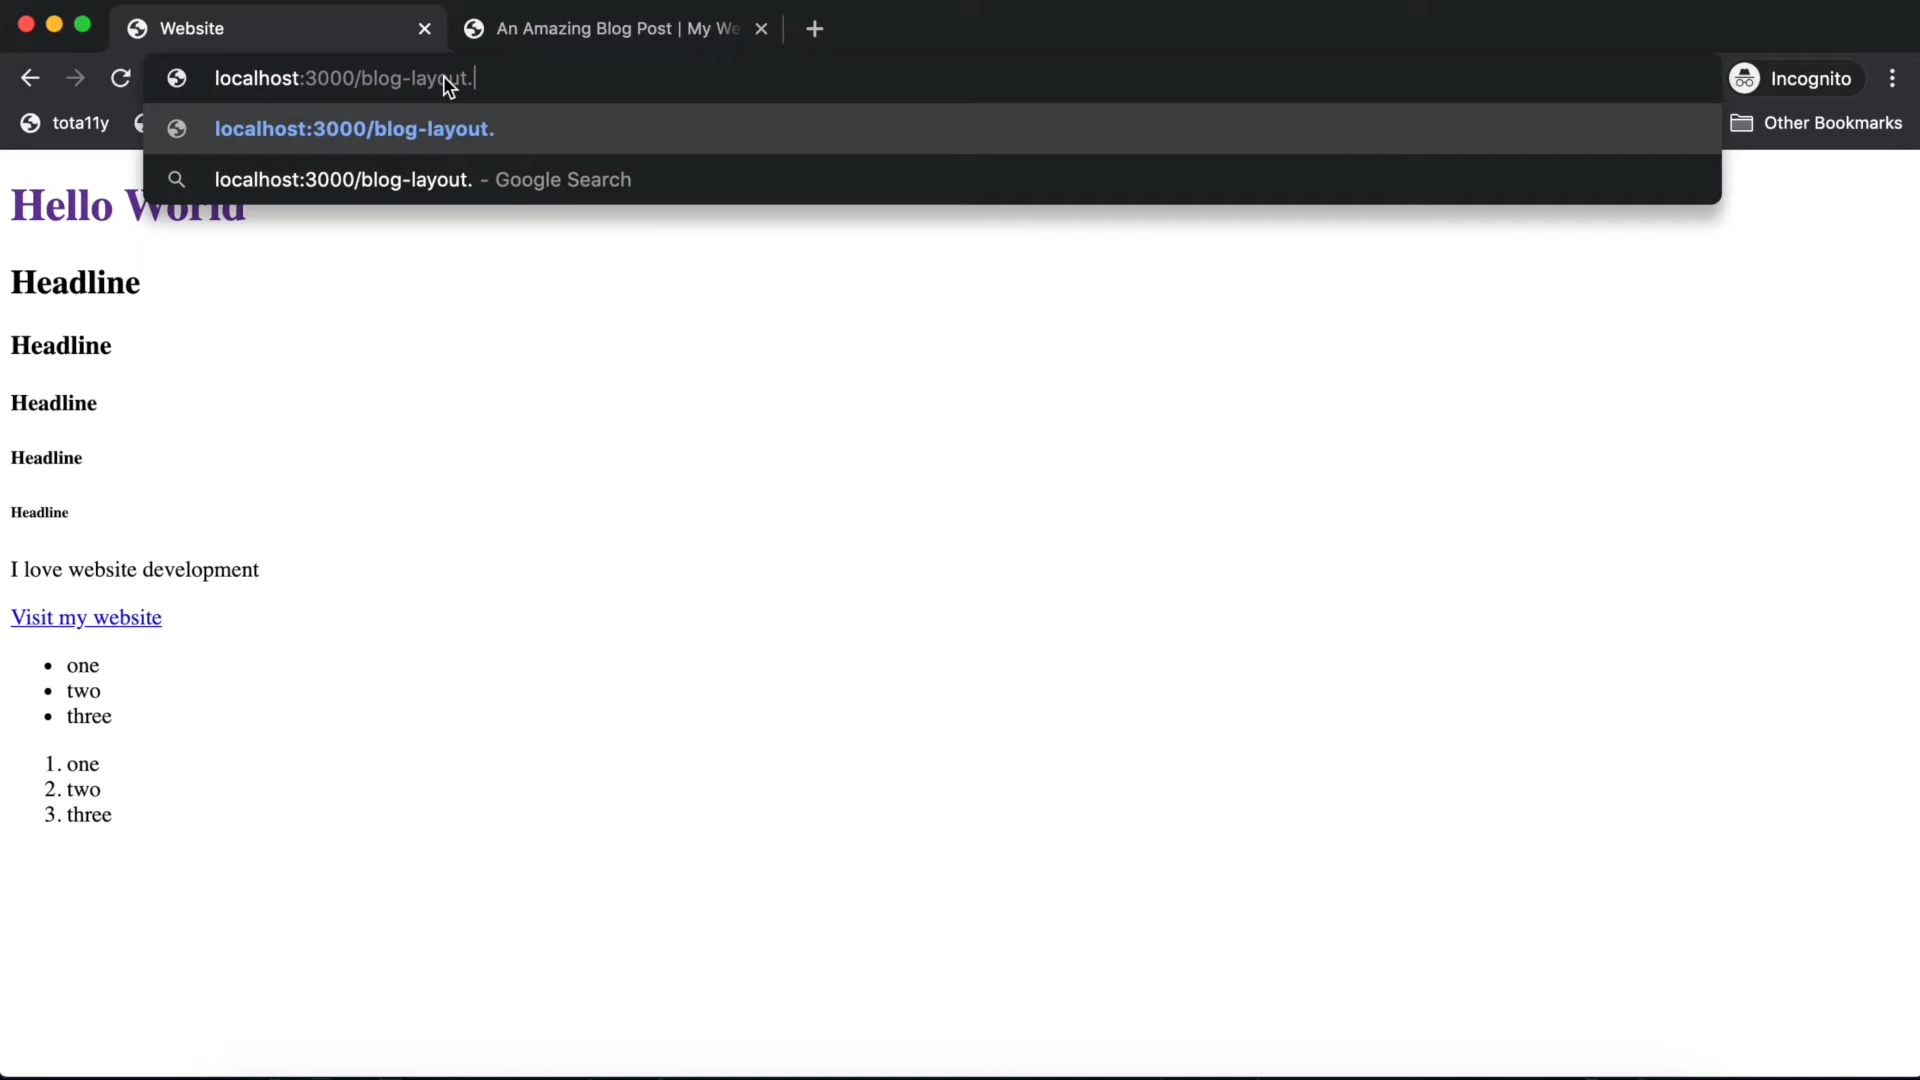 Website
An Amazing Blog Post | My We
localhost:3000/blog-layout.
Incognito
tota11y
Other Bookmarks
localhost:3000/blog-layout.
localhost:3000/blog-layout. - Google Search
Hello World
Headline
Headline
Headline
Headline
Headline
I love website development
Visit my website
• one
• two
• three
1. one
2. two
3. three